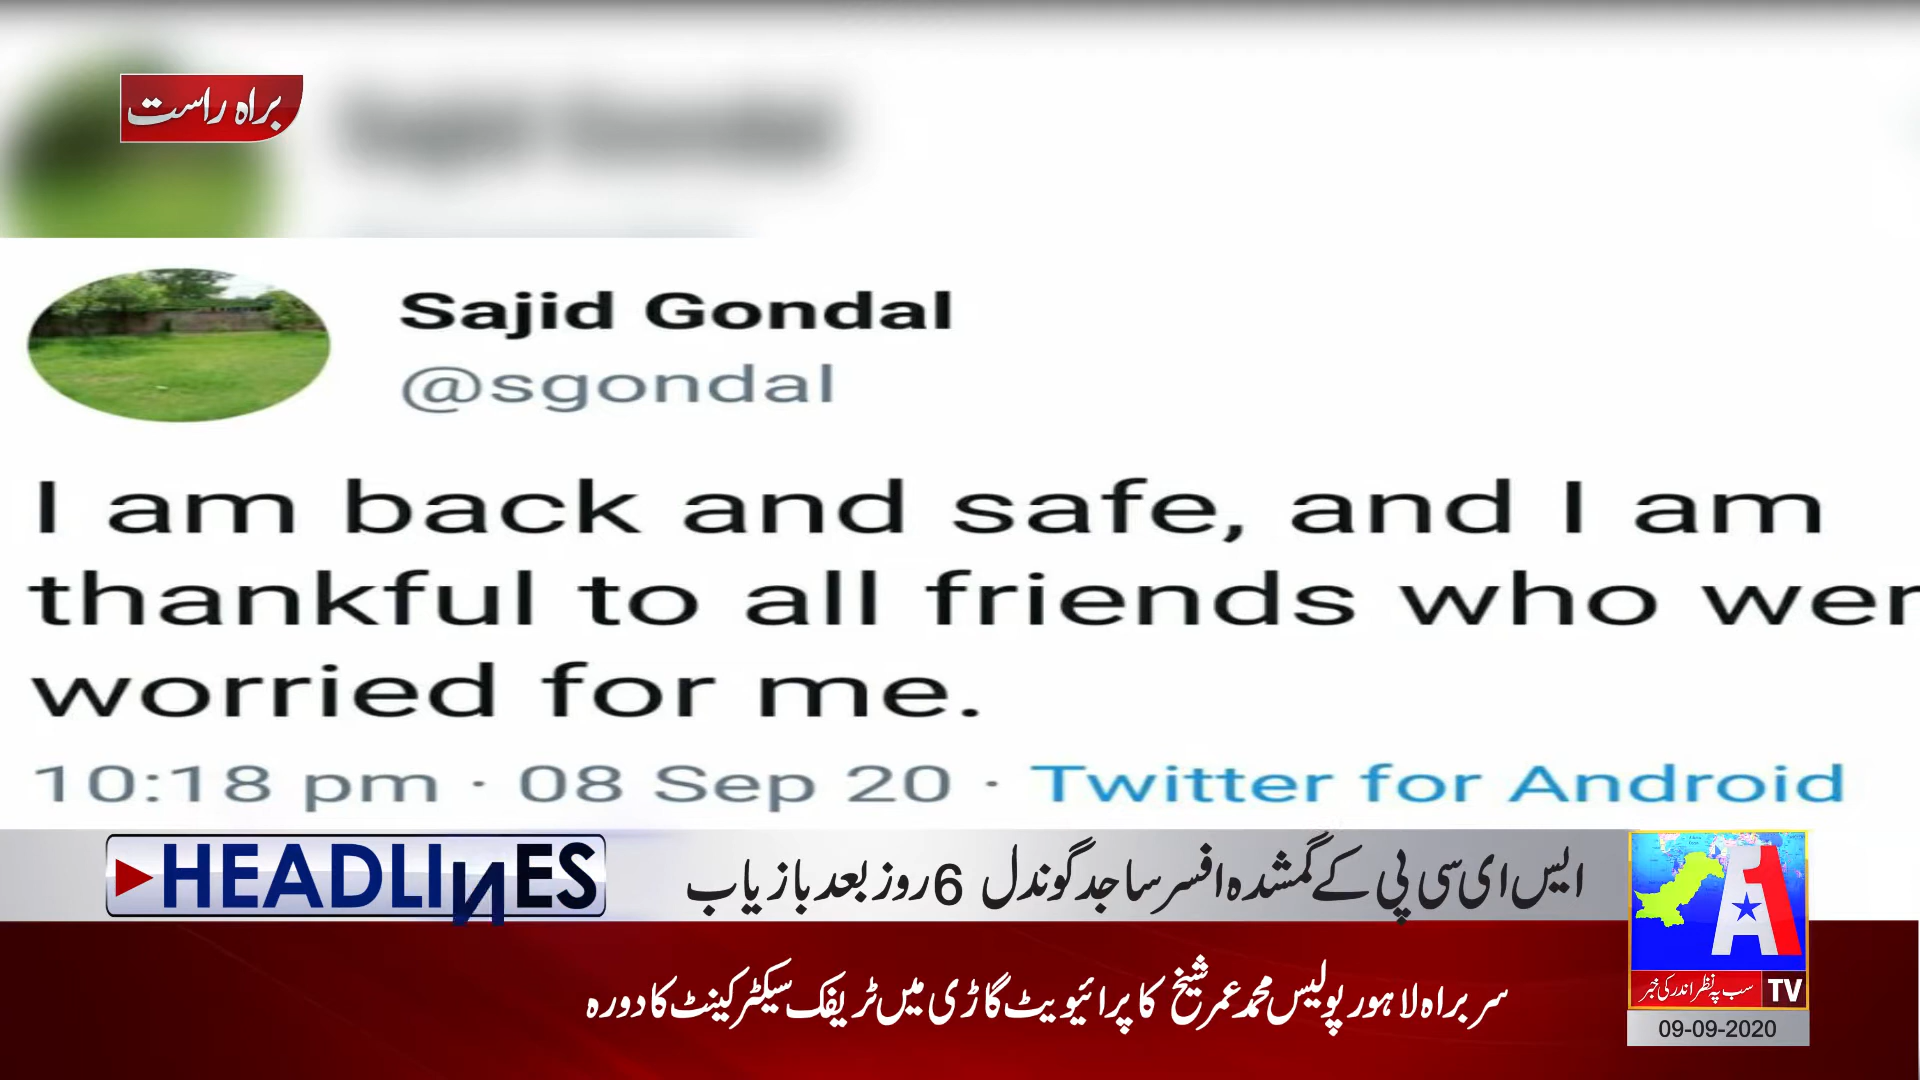 براہ راست
Sajid Gondal
@sgondal
I am back and safe, and I am
thankful to all friends who wer
worried for me.
10:18 pm · 08 Sep 20 · Twitter for Android
HEADLINES
ایس ای سی پی کے گمشدہ افسر ساجد گوندل 6 روز بعد بازیاب
سربراہ لاہور پولیس محمد عمر شیخ کا پرائیویٹ گاڑی میں ٹریفک سیکٹر کینٹ کا دورہ
A1
سب پہ نظر اندر کی خبر TV
09-09-2020